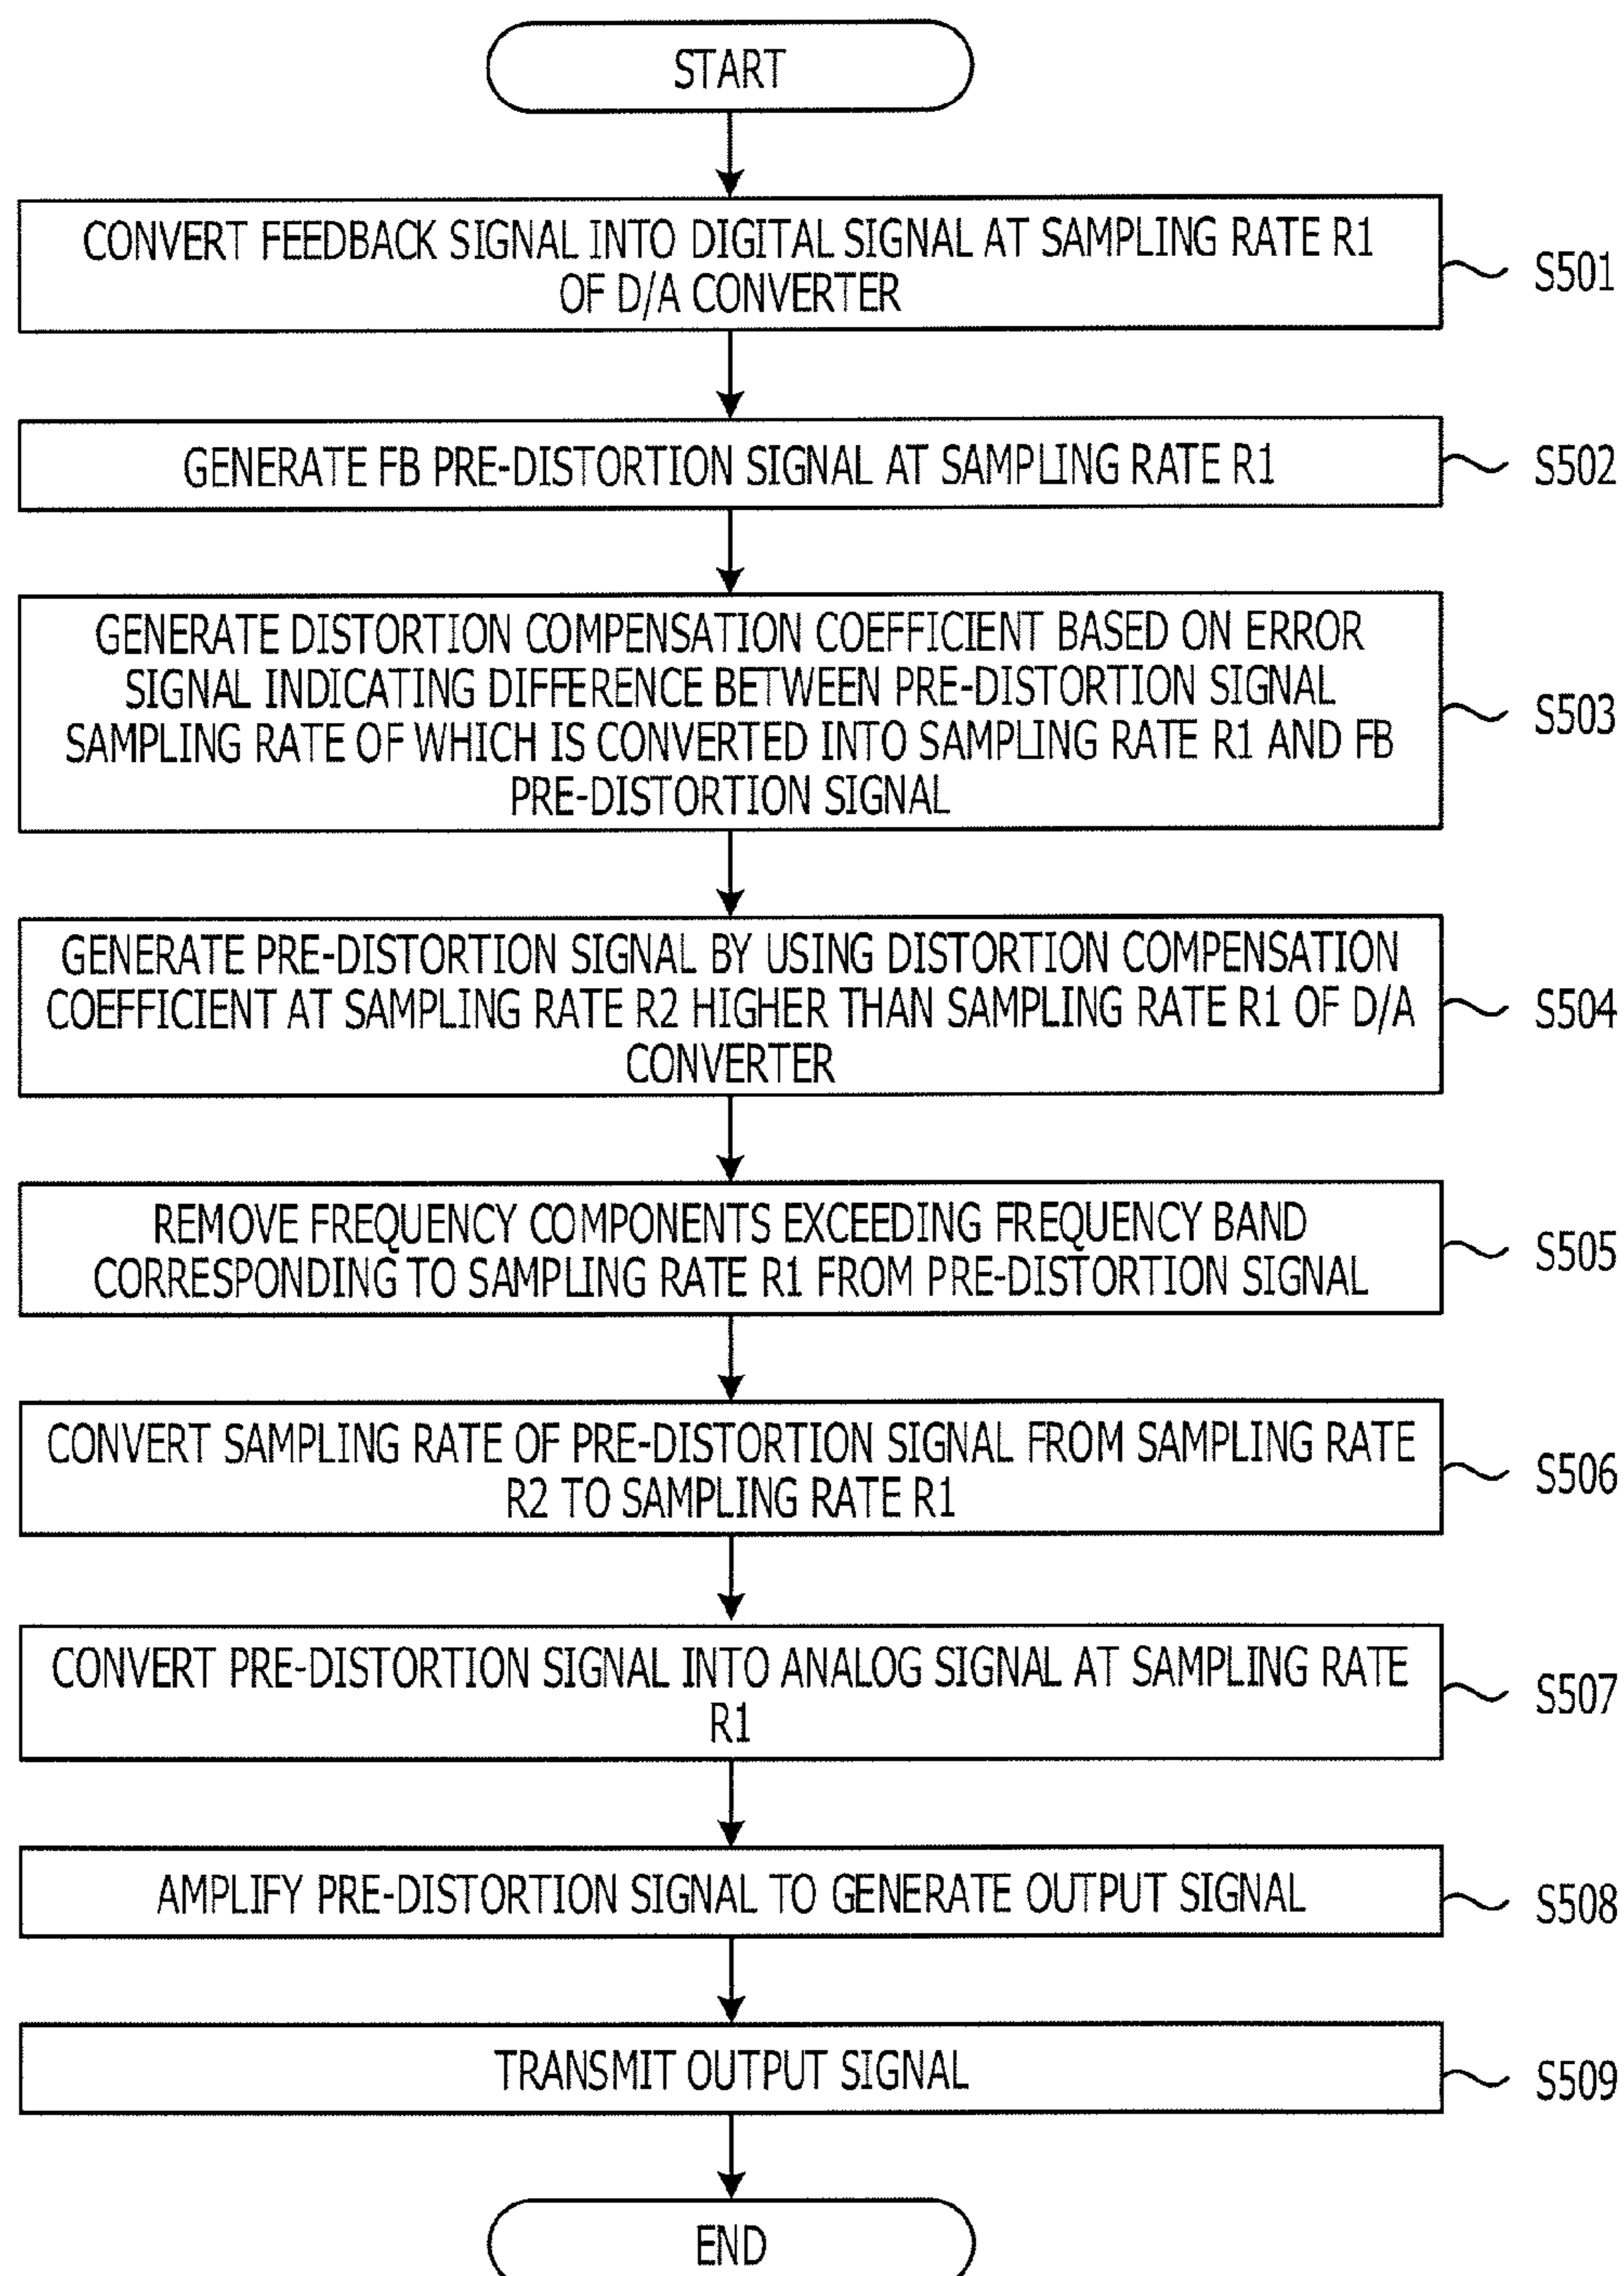 START
CONVERT FEEDBACK SIGNAL INTO DIGITAL SIGNAL AT SAMPLING RATE R1
OF D/A CONVERTER
S501
GENERATE FB PRE-DISTORTION SIGNAL AT SAMPLING RATE R1
S502
GENERATE DISTORTION COMPENSATION COEFFICIENT BASED ON ERROR
SIGNAL INDICATING DIFFERENCE BETWEEN PRE-DISTORTION SIGNAL
SAMPLING RATE OF WHICH IS CONVERTED INTO SAMPLING RATE R1 AND FB
PRE-DISTORTION SIGNAL
S503
GENERATE PRE-DISTORTION SIGNAL BY USING DISTORTION COMPENSATION
COEFFICIENT AT SAMPLING RATE R2 HIGHER THAN SAMPLING RATE R1 OF D/A
CONVERTER
S504
REMOVE FREQUENCY COMPONENTS EXCEEDING FREQUENCY BAND
CORRESPONDING TO SAMPLING RATE R1 FROM PRE-DISTORTION SIGNAL
S505
CONVERT SAMPLING RATE OF PRE-DISTORTION SIGNAL FROM SAMPLING RATE
R2 TO SAMPLING RATE R1
S506
CONVERT PRE-DISTORTION SIGNAL INTO ANALOG SIGNAL AT SAMPLING RATE
R1
S507
AMPLIFY PRE-DISTORTION SIGNAL TO GENERATE OUTPUT SIGNAL
S508
TRANSMIT OUTPUT SIGNAL
S509
END